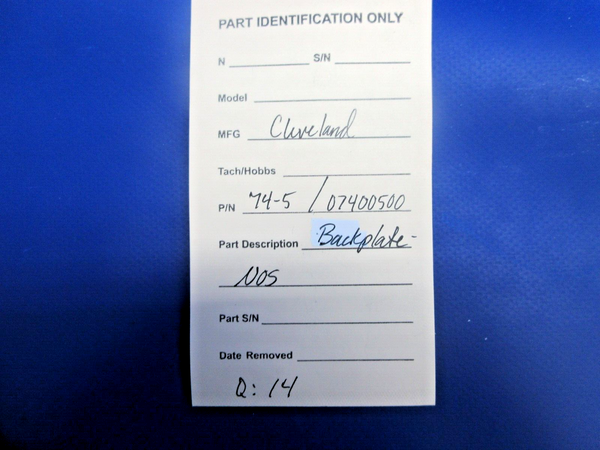 PART IDENTIFICATION ONLY
N S/N
Model
MFG Cleveland
Tach/Hobbs
P/N 74-5 / 07400500
Part Description Backplate-
NOS
Part S/N
Date Removed
Q: 14